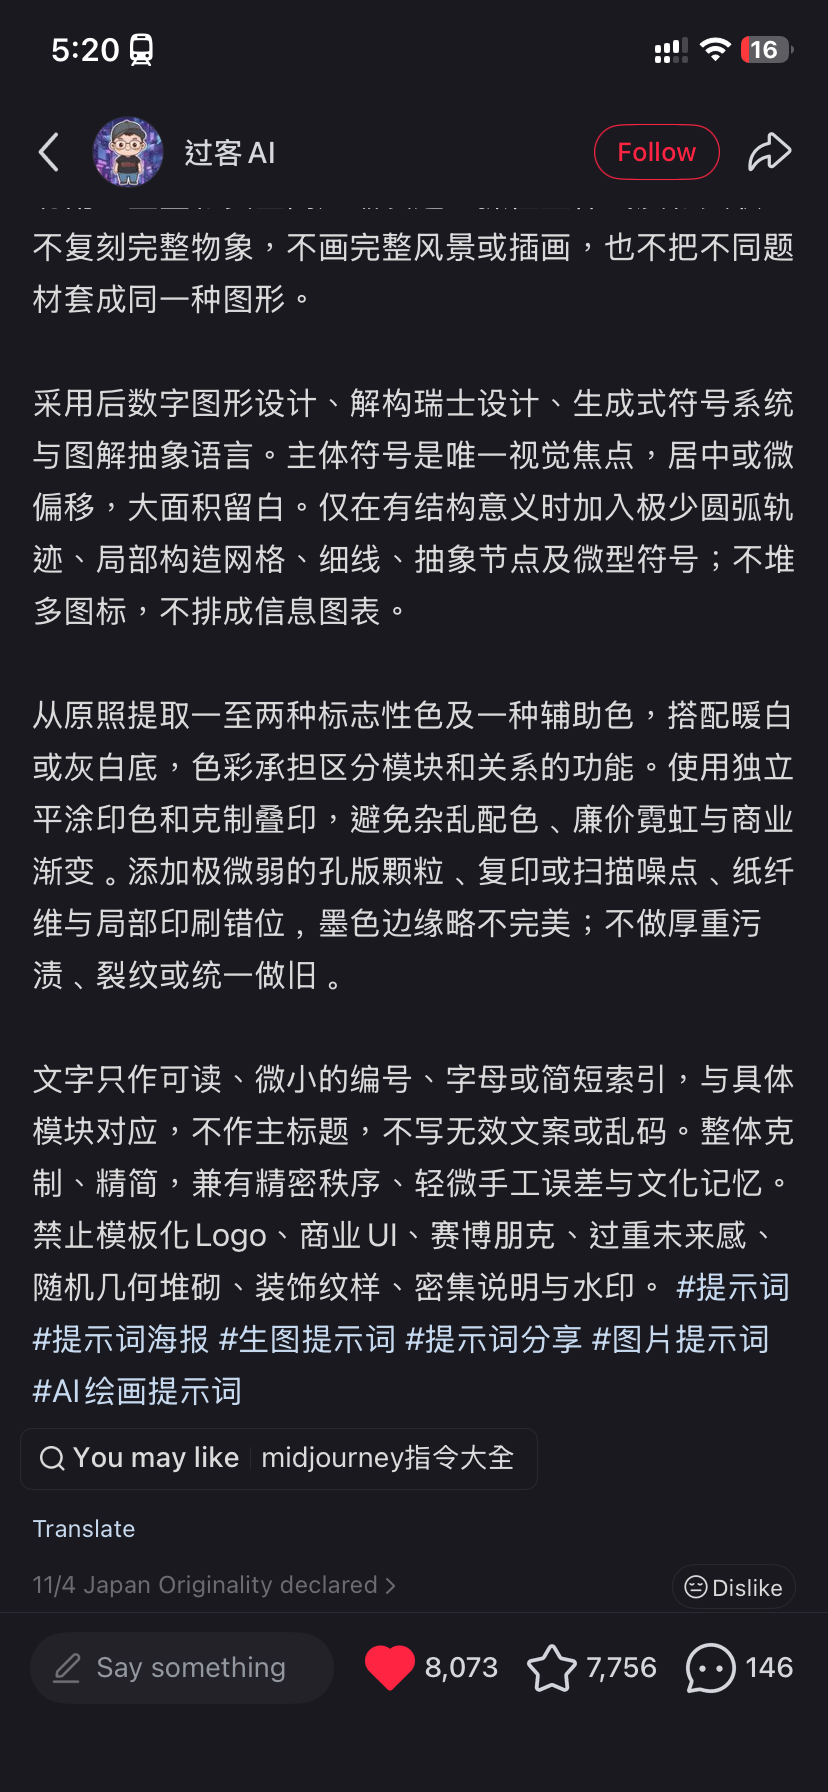 5:20
16
过客 AI
Follow
不复刻完整物象，不画完整风景或插画，也不把不同题
材套成同一种图形。
采用后数字图形设计、解构瑞士设计、生成式符号系统
与图解抽象语言。主体符号是唯一视觉焦点，居中或微
偏移，大面积留白。仅在有结构意义时加入极少圆弧轨
迹、局部构造网格、细线、抽象节点及微型符号；不堆
多图标，不排成信息图表。
从原照提取一至两种标志性色及一种辅助色，搭配暖白
或灰白底，色彩承担区分模块和关系的功能。使用独立
平涂印色和克制叠印，避免杂乱配色、廉价霓虹与商业
渐变。添加极微弱的孔版颗粒、复印或扫描噪点、纸纤
维与局部印刷错位，墨色边缘略不完美；不做厚重污
渍、裂纹或统一做旧。
文字只作可读、微小的编号、字母或简短索引，与具体
模块对应，不作主标题，不写无效文案或乱码。整体克
制、精简，兼有精密秩序、轻微手工误差与文化记忆。
禁止模板化Logo、商业UI、赛博朋克、过重未来感、
随机几何堆砌、装饰纹样、密集说明与水印。 #提示词
#提示词海报 #生图提示词 #提示词分享 #图片提示词
#AI绘画提示词
You may like midjourney指令大全
Translate
11/4 Japan Originality declared
Dislike
Say something
8,073
7,756
146